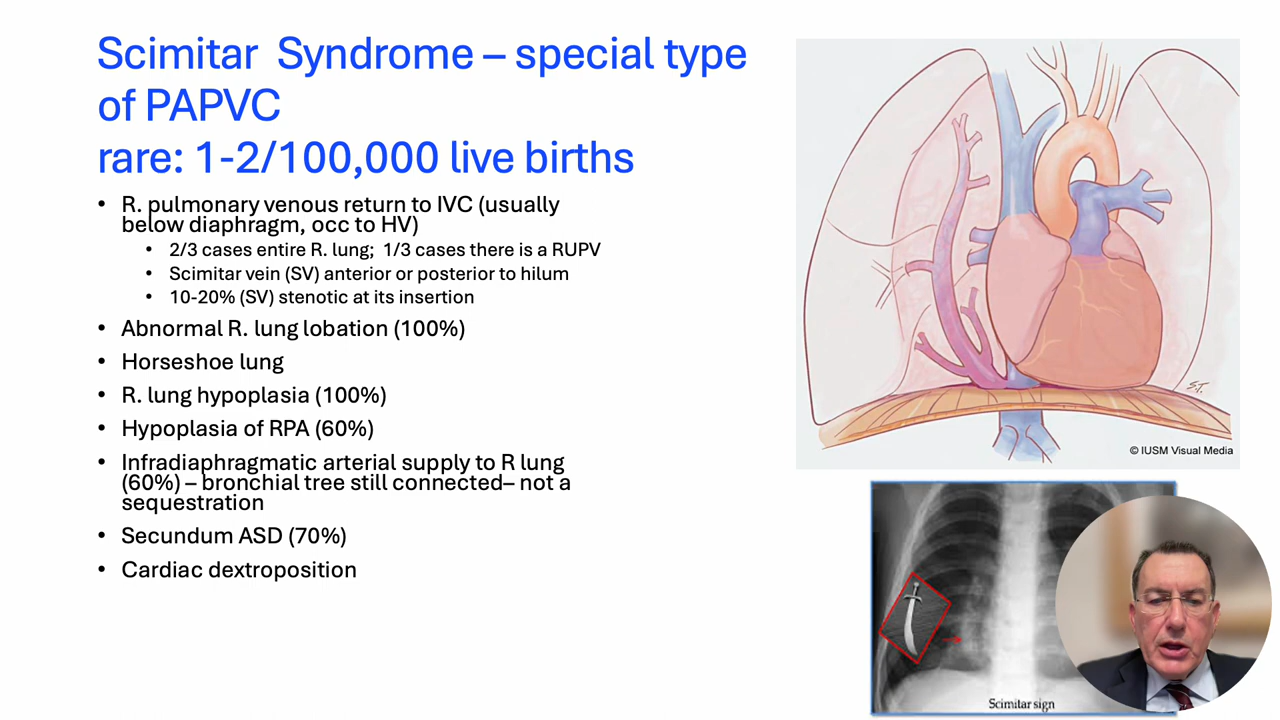 Scimitar  Syndrome – special type
of PAPVC
rare: 1-2/100,000 live births
• R. pulmonary venous return to IVC (usually
below diaphragm, occ to HV)
• 2/3 cases entire R. lung;  1/3 cases there is a RUPV
• Scimitar vein (SV) anterior or posterior to hilum
• 10-20% (SV) stenotic at its insertion
• Abnormal R. lung lobation (100%)
• Horseshoe lung
• R. lung hypoplasia (100%)
• Hypoplasia of RPA (60%)
• Infradiaphragmatic arterial supply to R lung
(60%) – bronchial tree still connected– not a
sequestration
• Secundum ASD (70%)
• Cardiac dextroposition
S.T.
© IUSM Visual Media
Scimitar sign